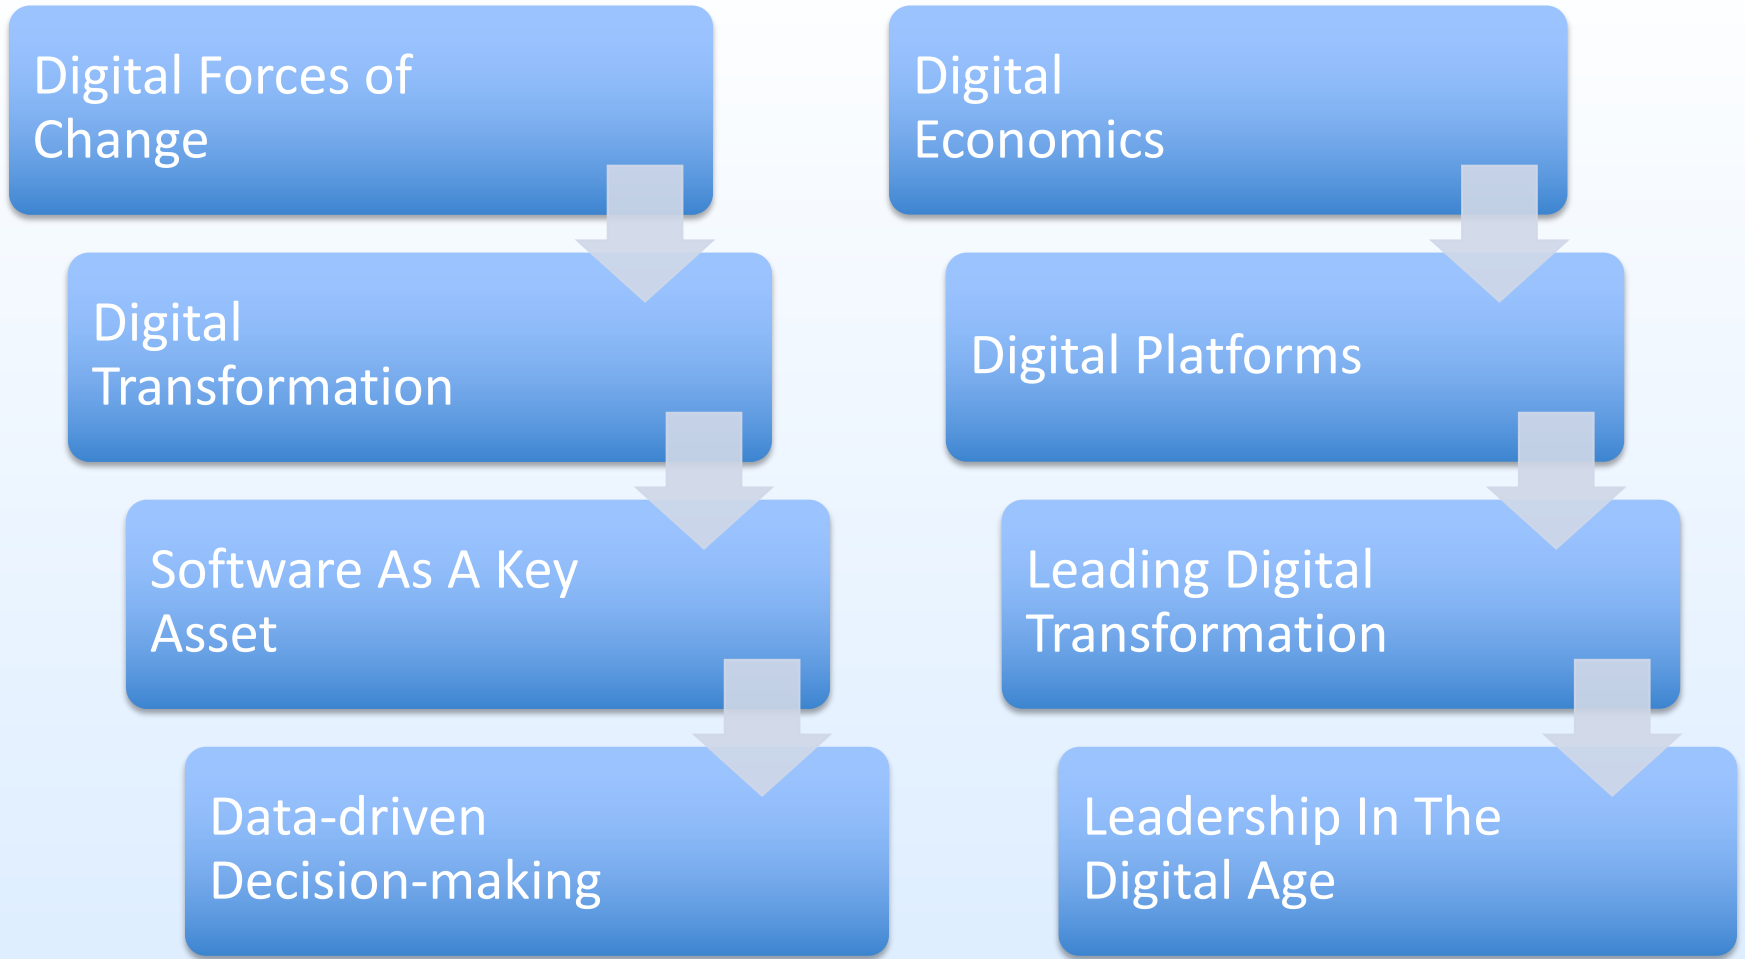 Digital Forces of
Change
Digital
Transformation
Software As A Key
Asset
Data-driven
Decision-making
Digital
Economics
Digital Platforms
Leading Digital
Transformation
Leadership In The
Digital Age